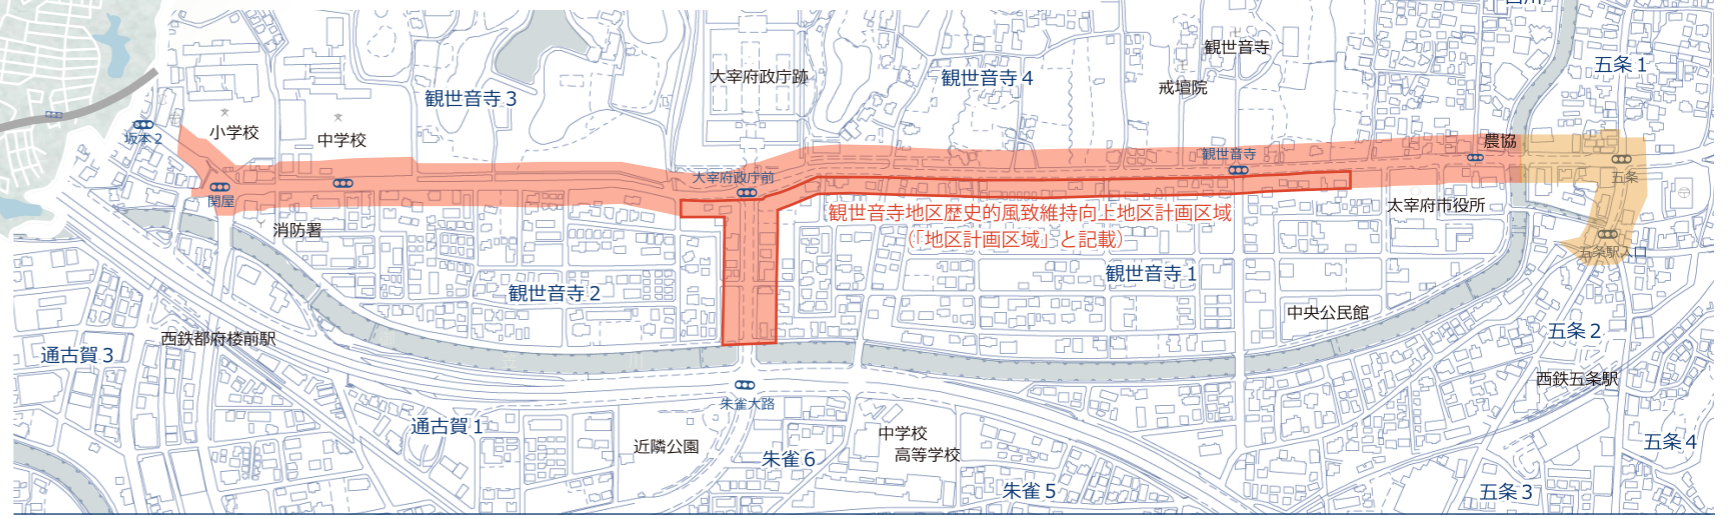 五条１
観世音寺
大宰府政庁跡
観世音寺４
戒壇院
観世音寺３
坂本２
小学校
中学校
農協
観世音寺
大宰府政庁前
五条
関屋
太宰府市役所
観世音寺地区歴史的風致維持向上地区計画区域
（「地区計画区域」と記載）
消防署
五条駅入口
観世音寺１
観世音寺２
中央公民館
五条２
西鉄都府楼前駅
通古賀３
西鉄五条駅
朱雀大路
通古賀１
中学校
高等学校
近隣公園
五条４
朱雀６
朱雀５
五条３